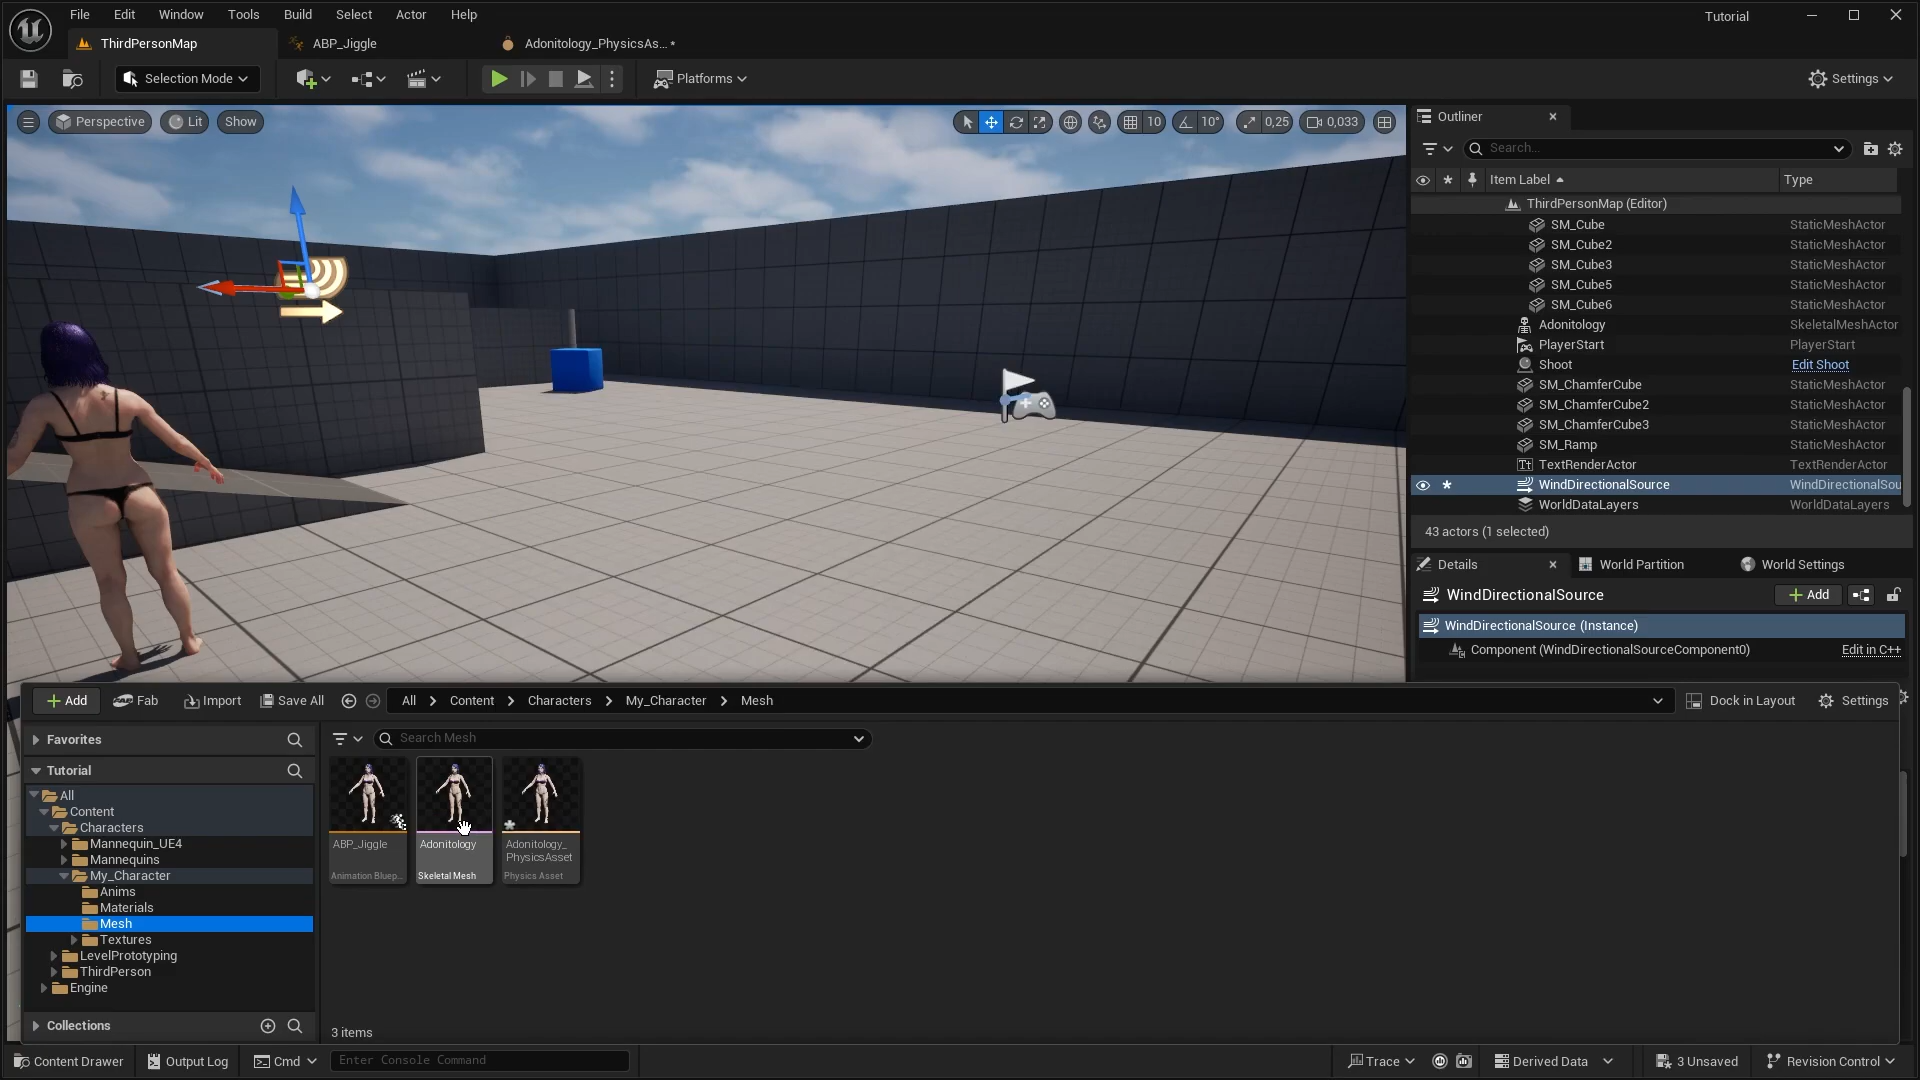 File Edit Window Tools Build Select Actor Help
Tutorial
ThirdPersonMap ABP_Jiggle Adonitology_PhysicsAs... •
Selection Mode Platforms Settings
Perspective Lit Show 10 10° 0,25 0,033
Outliner
Search...
Item Label Type
ThirdPersonMap (Editor)
SM_Cube StaticMeshActor
SM_Cube2 StaticMeshActor
SM_Cube3 StaticMeshActor
SM_Cube5 StaticMeshActor
SM_Cube6 StaticMeshActor
Adonitology SkeletalMeshActor
PlayerStart PlayerStart
Shoot Edit Shoot
SM_ChamferCube StaticMeshActor
SM_ChamferCube2 StaticMeshActor
SM_ChamferCube3 StaticMeshActor
SM_Ramp StaticMeshActor
TextRenderActor TextRenderActor
WindDirectionalSource WindDirectionalSou
WorldDataLayers WorldDataLayers
43 actors (1 selected)
Details World Partition World Settings
WindDirectionalSource Add
WindDirectionalSource (Instance)
Component (WindDirectionalSourceComponent0) Edit in C++
Add Fab Import Save All All Content Characters My_Character Mesh Dock in Layout Settings
Favorites
Search Mesh
Tutorial
All
Content
Characters
Mannequin_UE4
Mannequins
My_Character
Anims
Materials
Mesh
Textures
LevelPrototyping
ThirdPerson
Engine
Collections
ABP_Jiggle
Animation Bluep...
Adonitology
Skeletal Mesh
Adonitology_
PhysicsAsset
Physics Asset
3 items
Content Drawer Output Log Cmd Enter Console Command Trace Derived Data 3 Unsaved Revision Control